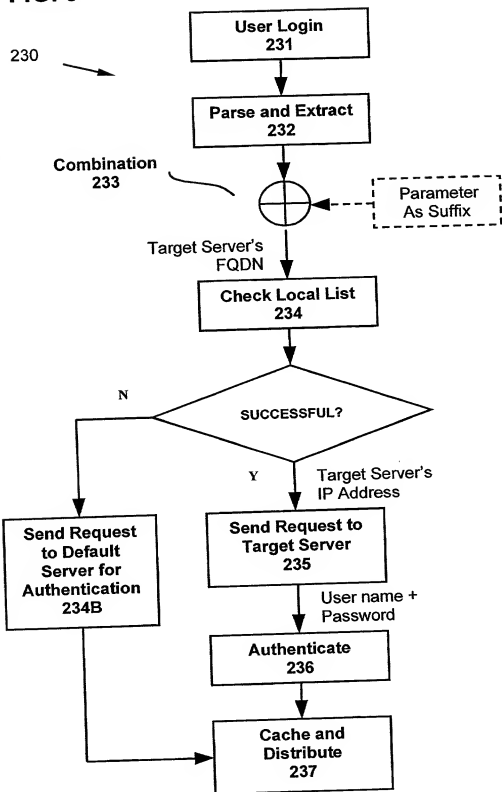 230
User Login
231
Parse and Extract
232
Combination
233
Parameter
As Suffix
Target Server's
FQDN
Check Local List
234
SUCCESSFUL?
N
Y
Target Server's
IP Address
Send Request
to Default
Server for
Authentication
234B
Send Request to
Target Server
235
User name +
Password
Authenticate
236
Cache and
Distribute
237